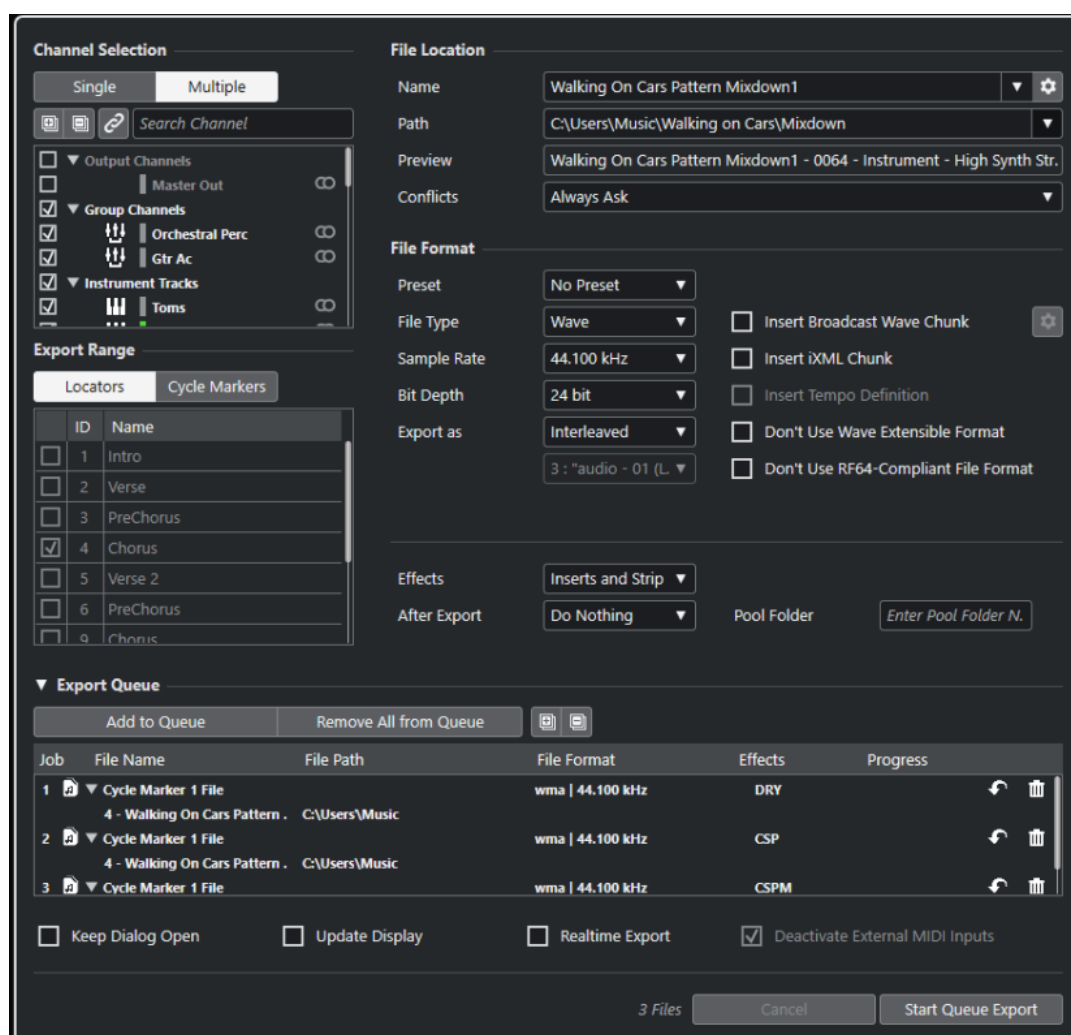 Channel Selection
Single Multiple
Search Channel
Output Channels
Master Out
Group Channels
Orchestral Perc
Gtr Ac
Instrument Tracks
Toms
Export Range
Locators Cycle Markers
ID Name
1 Intro
2 Verse
3 PreChorus
4 Chorus
5 Verse 2
6 PreChorus
9 Chorus
File Location
Name Walking On Cars Pattern Mixdown1
Path C:\Users\Music\Walking on Cars\Mixdown
Preview Walking On Cars Pattern Mixdown1 - 0064 - Instrument - High Synth Str.
Conflicts Always Ask
File Format
Preset No Preset
File Type Wave Insert Broadcast Wave Chunk
Sample Rate 44.100 kHz Insert iXML Chunk
Bit Depth 24 bit Insert Tempo Definition
Export as Interleaved Don't Use Wave Extensible Format
3 : "audio - 01 (L. Don't Use RF64-Compliant File Format
Effects Inserts and Strip
After Export Do Nothing Pool Folder Enter Pool Folder N.
Export Queue
Add to Queue Remove All from Queue
Job File Name File Path File Format Effects Progress
1 Cycle Marker 1 File wma | 44.100 kHz DRY
4 - Walking On Cars Pattern . C:\Users\Music
2 Cycle Marker 1 File wma | 44.100 kHz CSP
4 - Walking On Cars Pattern . C:\Users\Music
3 Cycle Marker 1 File wma | 44.100 kHz CSPM
Keep Dialog Open Update Display Realtime Export Deactivate External MIDI Inputs
3 Files Cancel Start Queue Export